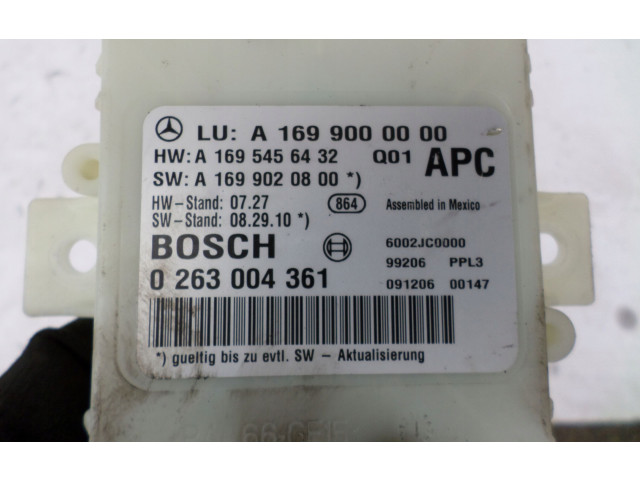 LU: A 169 900 00 00
HW: A 169 545 64 32 Q01 APC
SW: A 169 902 08 00 *)
HW-Stand: 07.27 864 Assembled in Mexico
SW-Stand: 08.29.10 *)
BOSCH 6002JC0000
0 263 004 361 99206 PPL3
091206 00147
*) gueltig bis zu evtl. SW - Aktualisierung